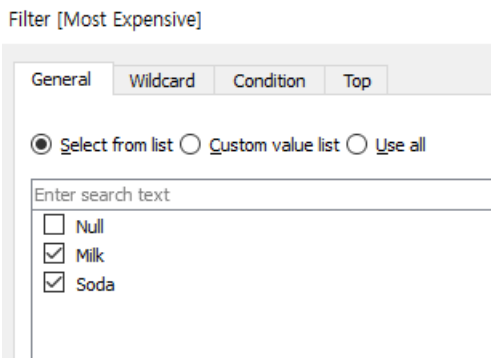 Filter [Most Expensive]
General Wildcard Condition Top
Select from list Custom value list Use all
Enter search text
Null
Milk
Soda